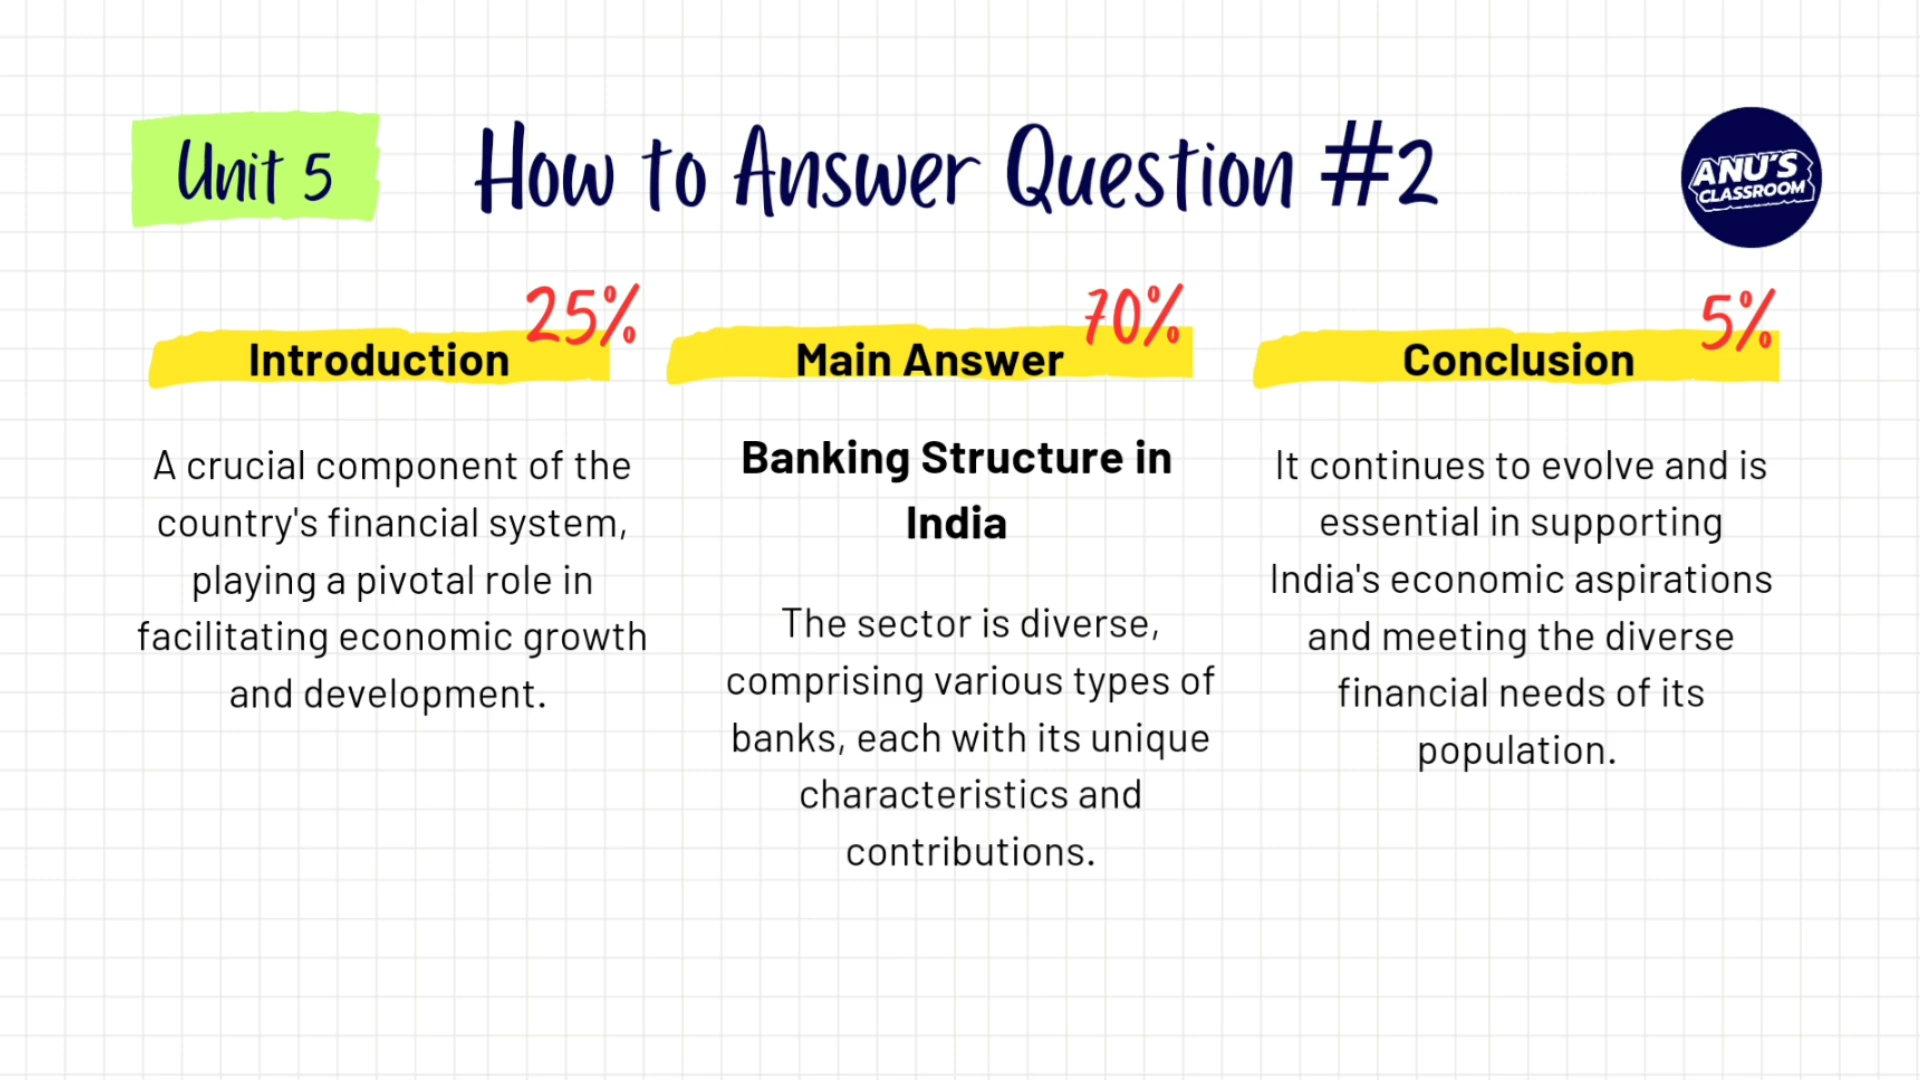 Unit 5
How to Answer Question #2
ANU'S
CLASSROOM
25%
Introduction
A crucial component of the
country's financial system,
playing a pivotal role in
facilitating economic growth
and development.
70%
Main Answer
Banking Structure in
India
The sector is diverse,
comprising various types of
banks, each with its unique
characteristics and
contributions.
5%
Conclusion
It continues to evolve and is
essential in supporting
India's economic aspirations
and meeting the diverse
financial needs of its
population.